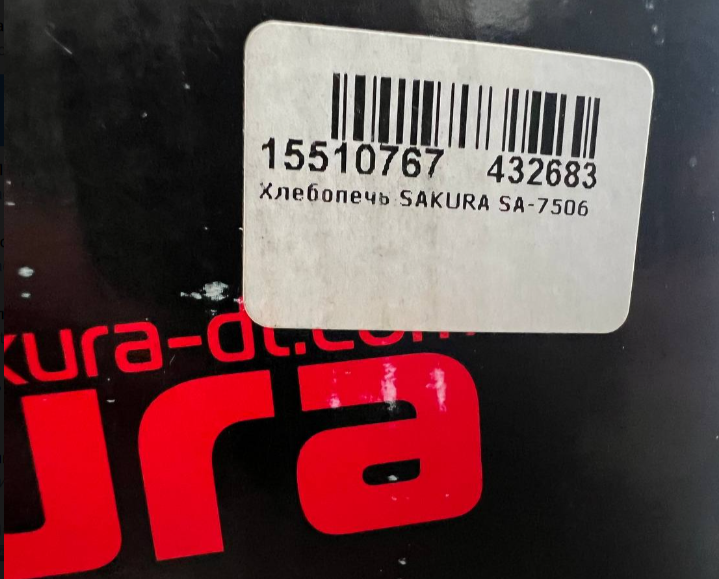 15510767 432683
Хлебопечь SAKURA SA-7506
kura-dt.com
ura